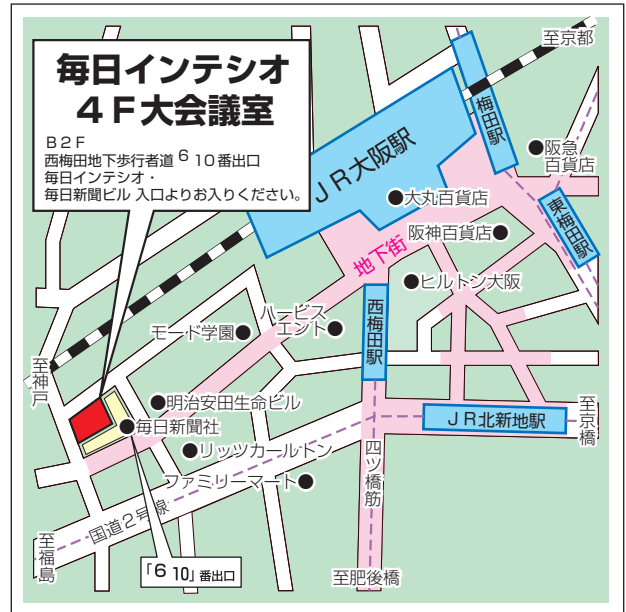 毎日インテシオ
4F大会議室
B2F
西梅田地下歩行者道 6 10 番出口
毎日インテシオ・
毎日新聞ビル 入口よりお入りください。
至京都
梅田駅
阪急
百貨店
JR大阪駅
大丸百貨店
東梅田駅
阪神百貨店
地下街
ヒルトン大阪
西梅田駅
ハービス
エント
モード学園
至神戸
明治安田生命ビル
毎日新聞社
JR北新地駅
至京橋
リッツカールトン
四ツ橋筋
ファミリーマート
国道2号線
至福島
「6 10」番出口
至肥後橋